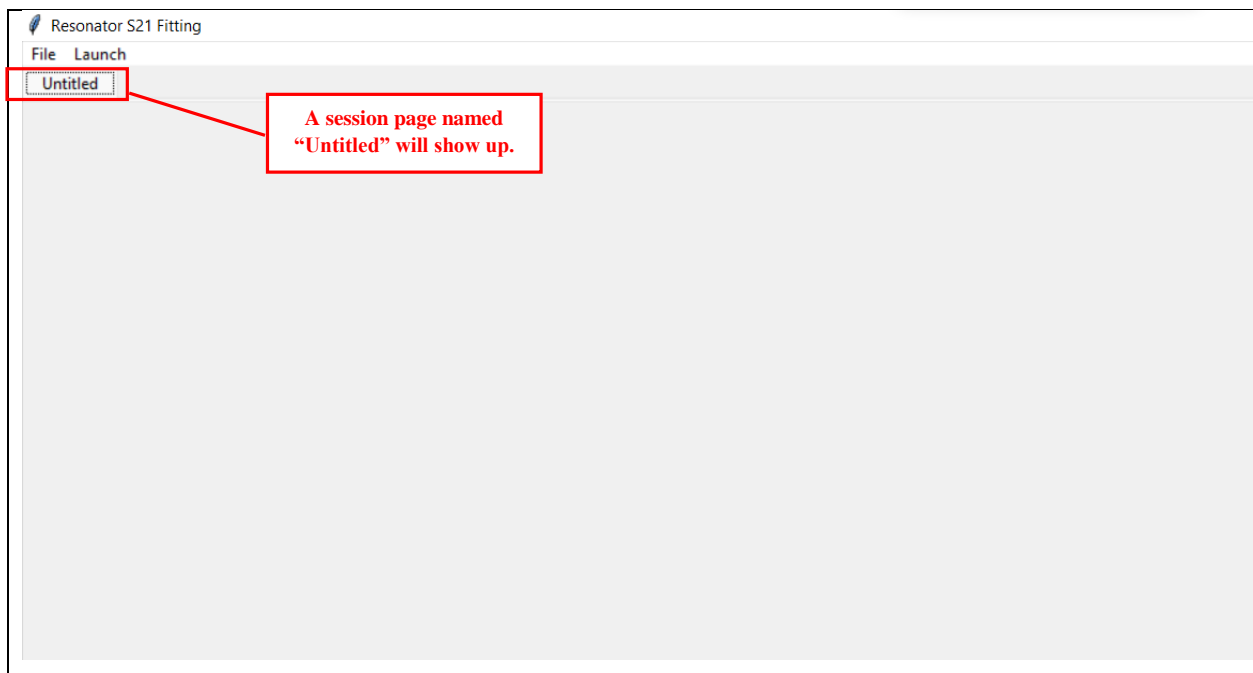 Resonator S21 Fitting
File Launch
Untitled
A session page named
“Untitled” will show up.